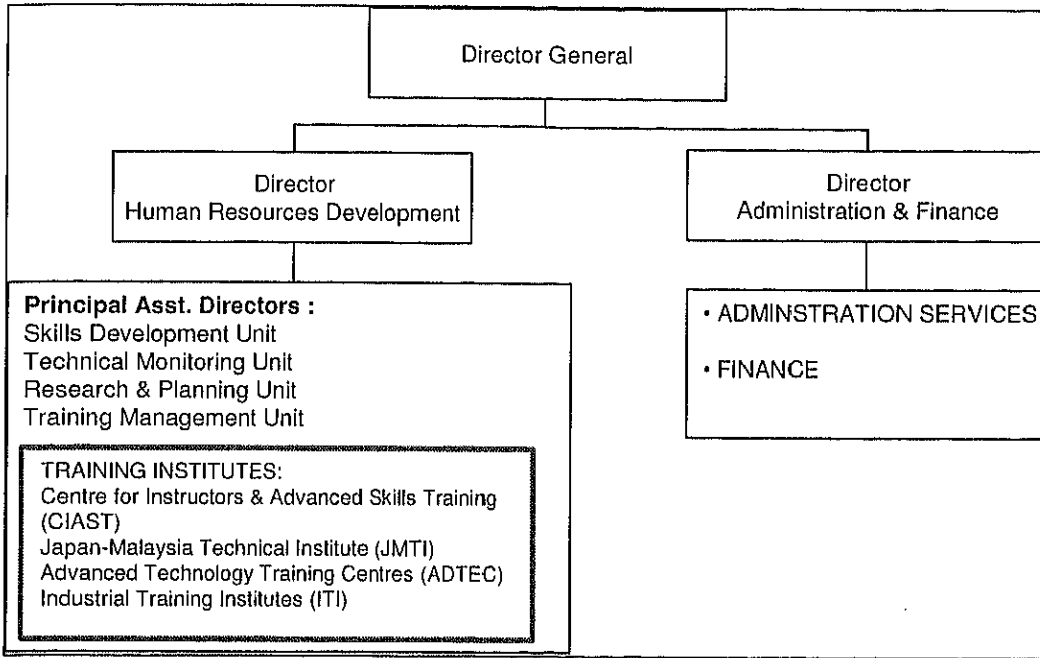 Director General
Director
Human Resources Development
Director
Administration & Finance
Principal Asst. Directors :
Skills Development Unit
Technical Monitoring Unit
Research & Planning Unit
Training Management Unit
TRAINING INSTITUTES:
Centre for Instructors & Advanced Skills Training
(CIAST)
Japan-Malaysia Technical Institute (JMTI)
Advanced Technology Training Centres (ADTEC)
Industrial Training Institutes (ITI)
• ADMINSTRATION SERVICES
• FINANCE